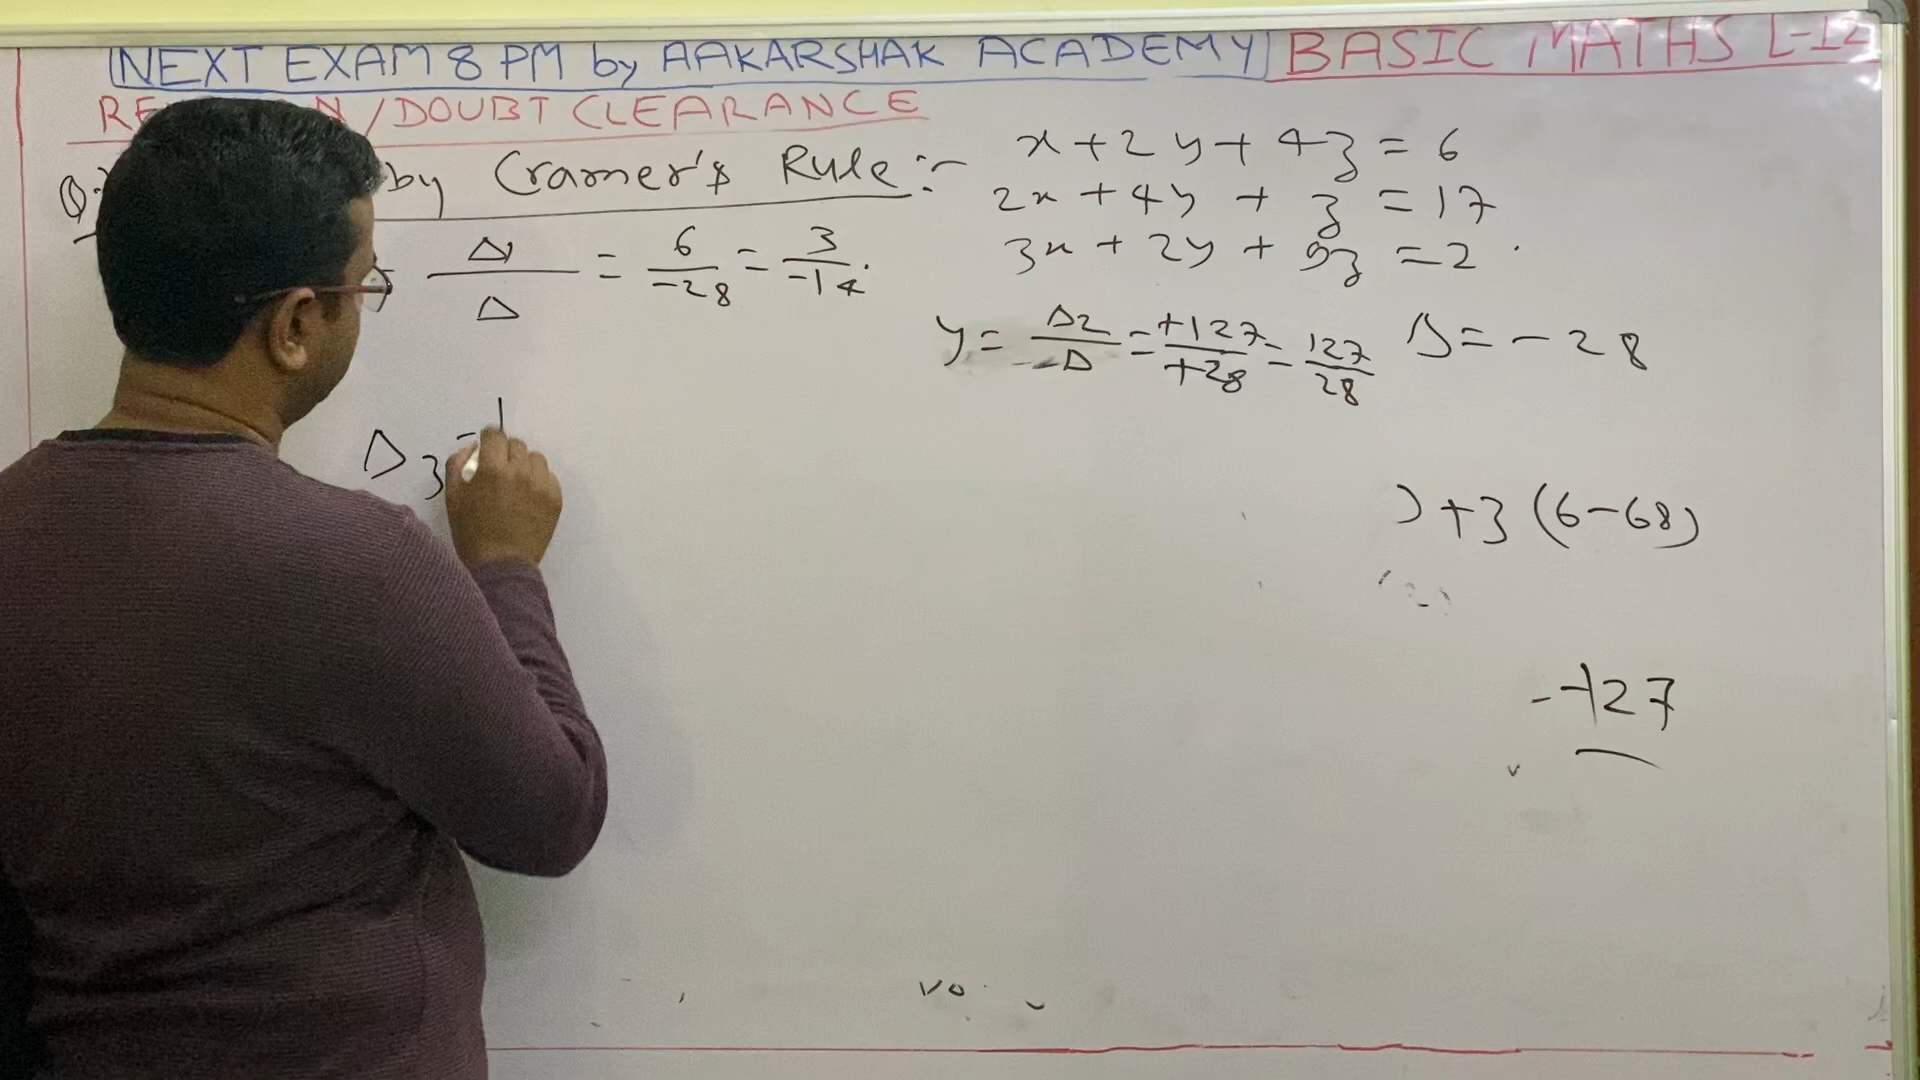 NEXT EXAM 8 PM by AAKARSHAK ACADEMY BASIC MATHS L-12
/DOUBT CLEARANCE
by Cramer's Rule :-
x + 2y + 4z = 6
2x + 4y + z = 17
3x + 2y + 9z = 2
Δ1/Δ = 6/-28 = 3/-14.
y = Δ2/-Δ = +127/+28 = 127/28
Δ = -28
Δ3 =
) + 3 (6-68)
--127